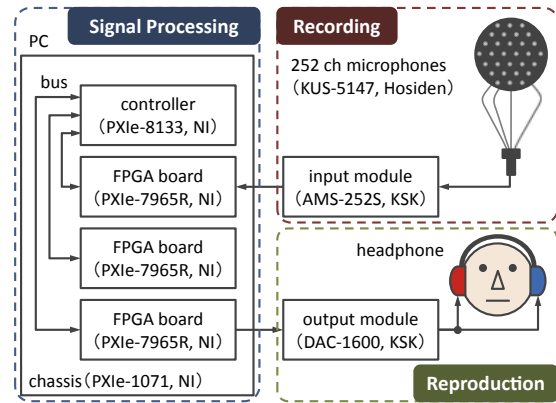 Signal Processing
PC
bus
controller
(PXIe-8133, NI)
FPGA board
(PXIe-7965R, NI)
FPGA board
(PXIe-7965R, NI)
FPGA board
(PXIe-7965R, NI)
chassis(PXIe-1071, NI)
Recording
252 ch microphones
(KUS-5147, Hosiden)
input module
(AMS-252S, KSK)
headphone
output module
(DAC-1600, KSK)
Reproduction